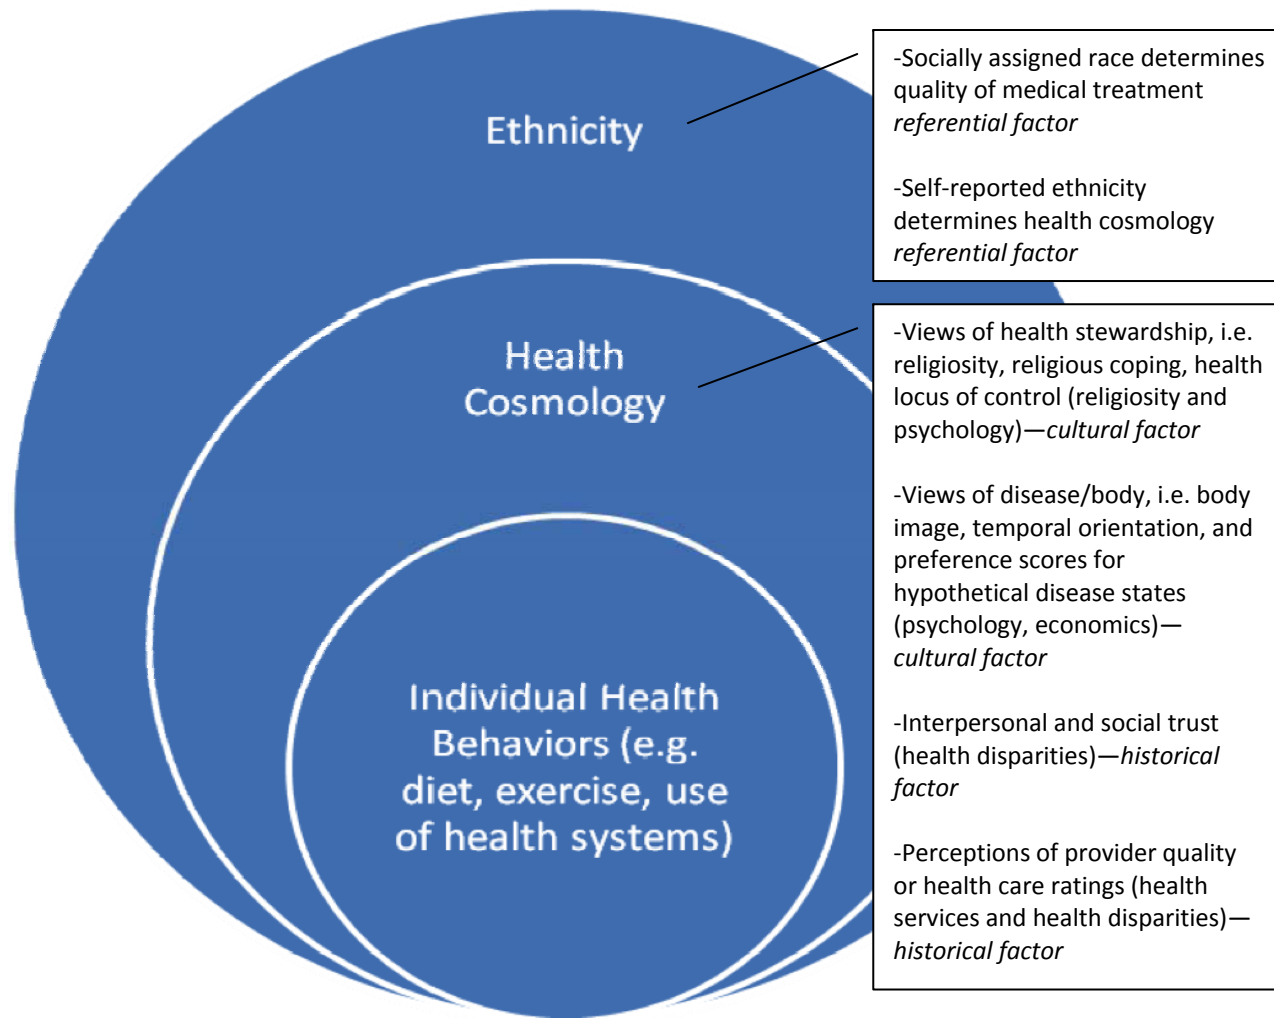 Ethnicity
Health
Cosmology
Individual Health
Behaviors (e.g.
diet, exercise, use
of health systems)
-Socially assigned race determines
quality of medical treatment
referential factor
-Self-reported ethnicity
determines health cosmology
referential factor
-Views of health stewardship, i.e.
religiosity, religious coping, health
locus of control (religiosity and
psychology)—cultural factor
-Views of disease/body, i.e. body
image, temporal orientation, and
preference scores for
hypothetical disease states
(psychology, economics)—
cultural factor
-Interpersonal and social trust
(health disparities)—historical
factor
-Perceptions of provider quality
or health care ratings (health
services and health disparities)—
historical factor